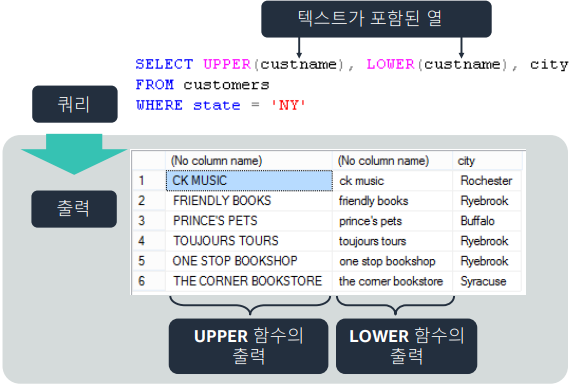 텍스트가 포함된 열
SELECT UPPER(custname), LOWER(custname), city
FROM customers
WHERE state = 'NY'
쿼리
출력
(No column name) (No column name) city
1 CK MUSIC ck music Rochester
2 FRIENDLY BOOKS friendly books Ryebrook
3 PRINCE'S PETS prince's pets Buffalo
4 TOUJOURS TOURS toujours tours Ryebrook
5 ONE STOP BOOKSHOP one stop bookshop Ryebrook
6 THE CORNER BOOKSTORE the corner bookstore Syracuse
UPPER 함수의
출력
LOWER 함수의
출력